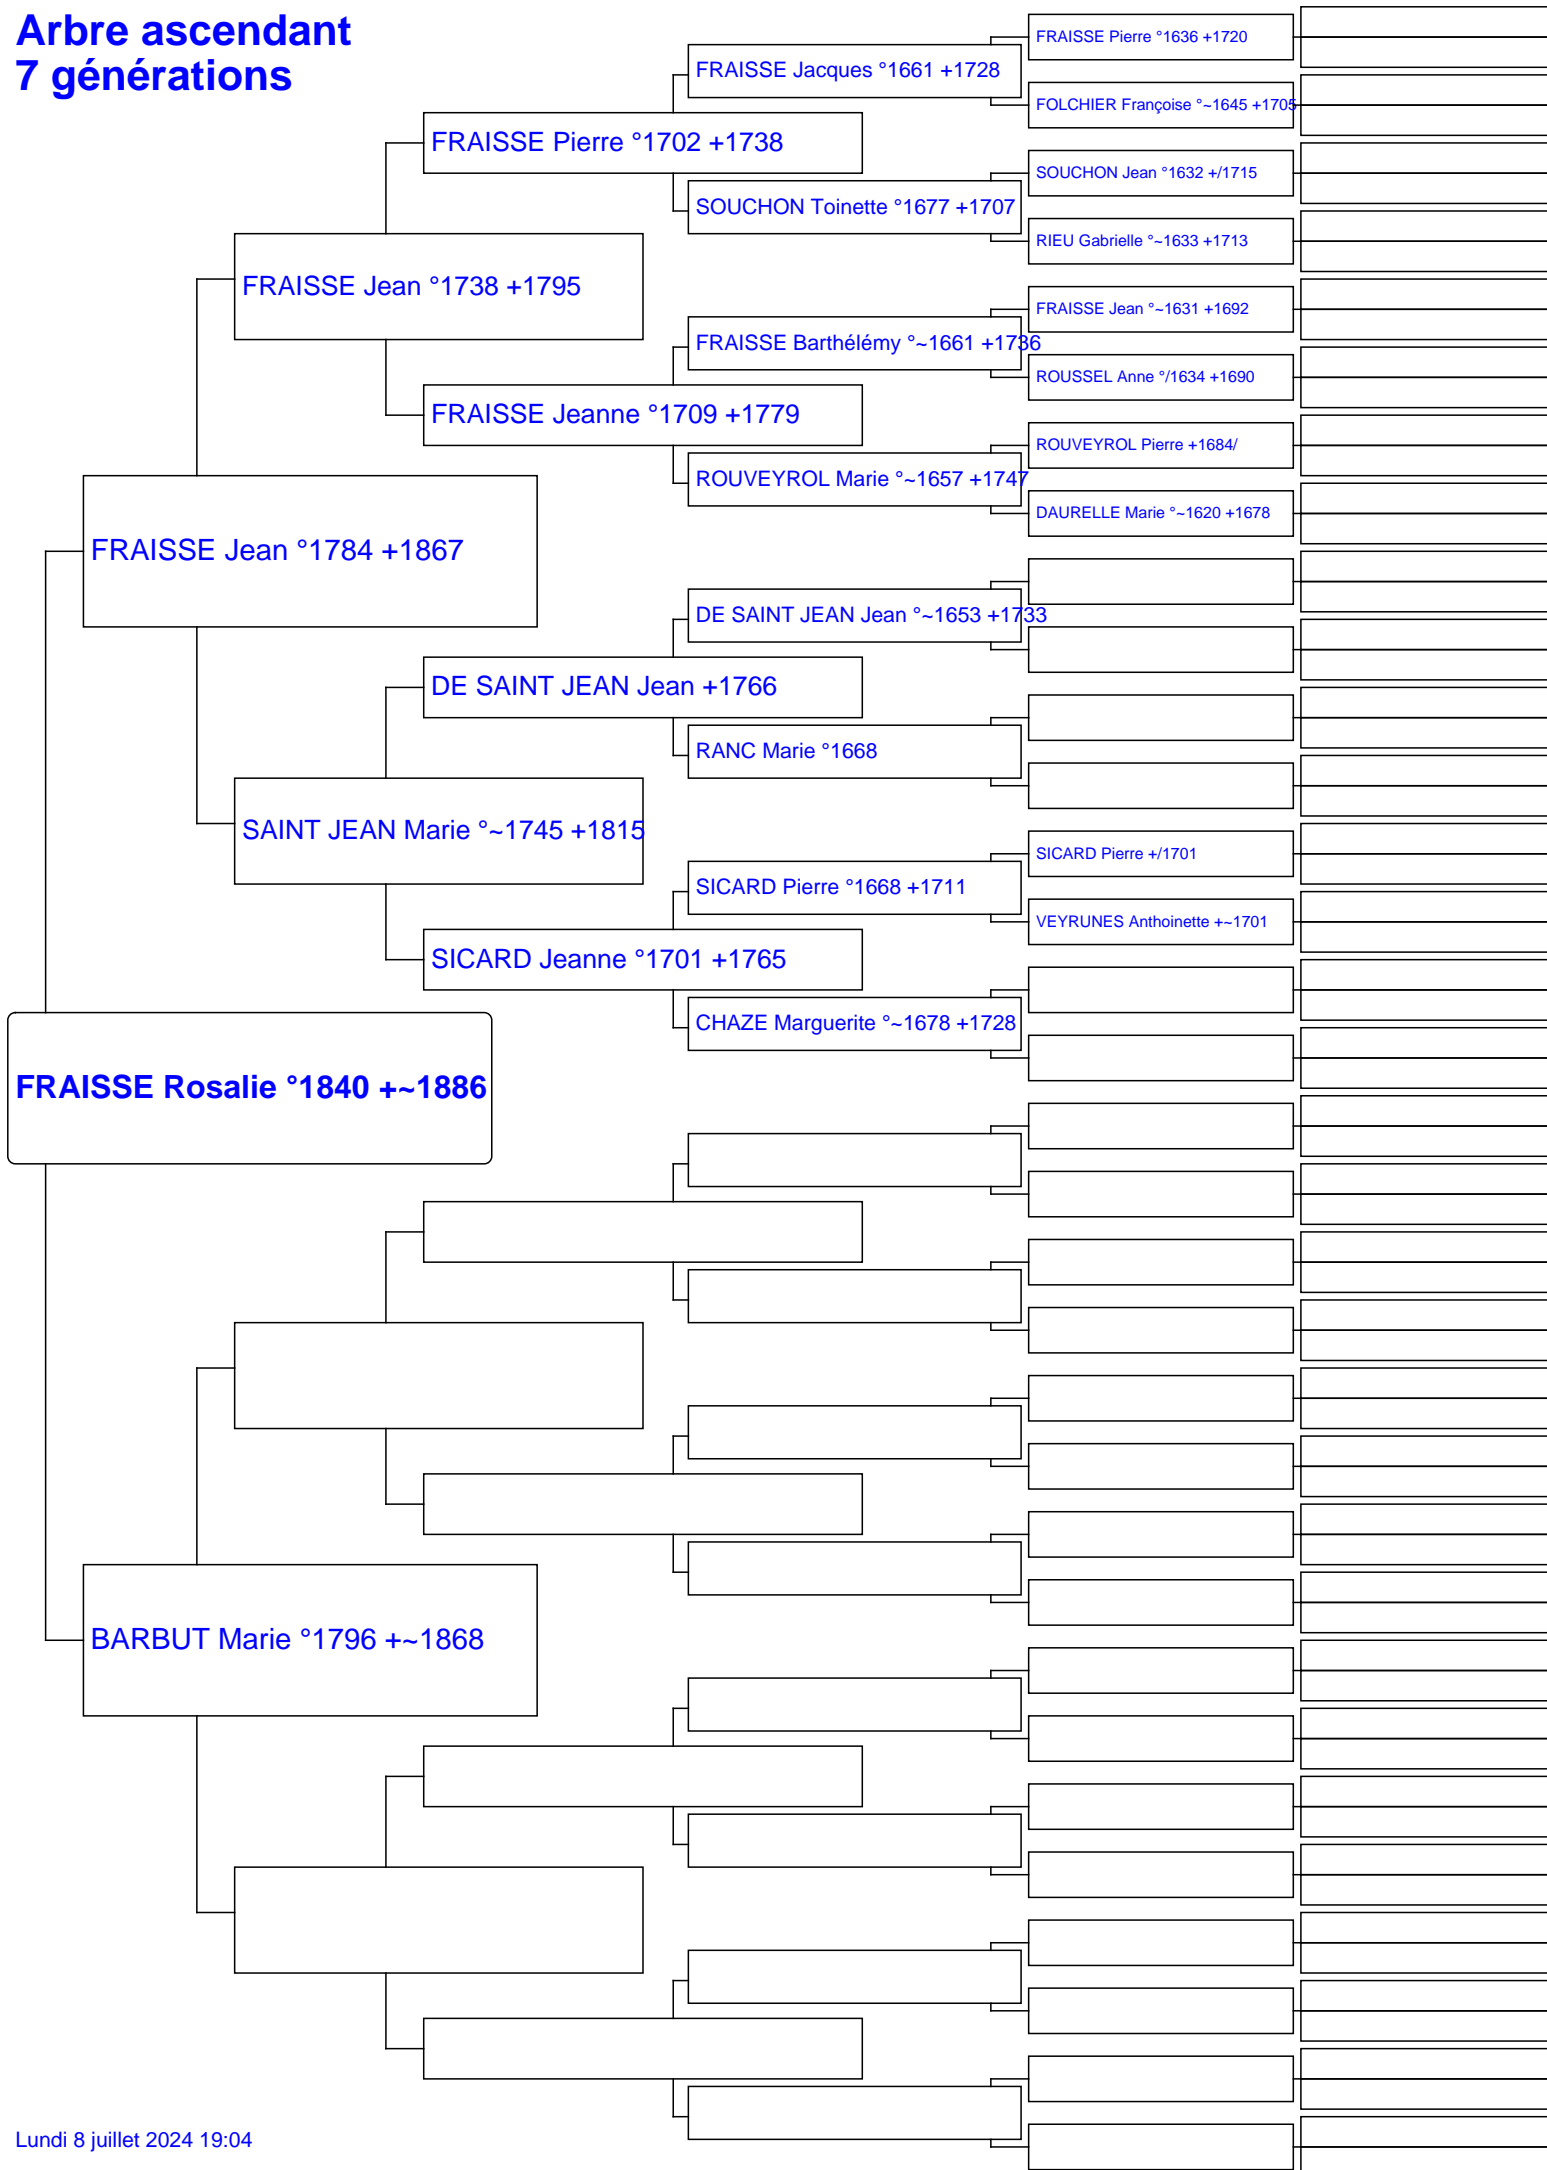 Arbre ascendant
7 générations
FRAISSE Pierre °1636 +1720
FRAISSE Jacques °1661 +1728
FOLCHIER Françoise °~1645 +1705
FRAISSE Pierre °1702 +1738
SOUCHON Jean °1632 +/1715
SOUCHON Toinette °1677 +1707
RIEU Gabrielle °~1633 +1713
FRAISSE Jean °1738 +1795
FRAISSE Jean °~1631 +1692
FRAISSE Barthélémy °~1661 +1736
ROUSSEL Anne °/1634 +1690
FRAISSE Jeanne °1709 +1779
ROUVEYROL Pierre +1684/
ROUVEYROL Marie °~1657 +1747
DAURELLE Marie °~1620 +1678
FRAISSE Jean °1784 +1867
DE SAINT JEAN Jean °~1653 +1733
DE SAINT JEAN Jean +1766
RANC Marie °1668
SAINT JEAN Marie °~1745 +1815
SICARD Pierre +/1701
SICARD Pierre °1668 +1711
VEYRUNES Anthoinette +~1701
SICARD Jeanne °1701 +1765
CHAZE Marguerite °~1678 +1728
FRAISSE Rosalie °1840 +~1886
BARBUT Marie °1796 +~1868
Lundi 8 juillet 2024 19:04